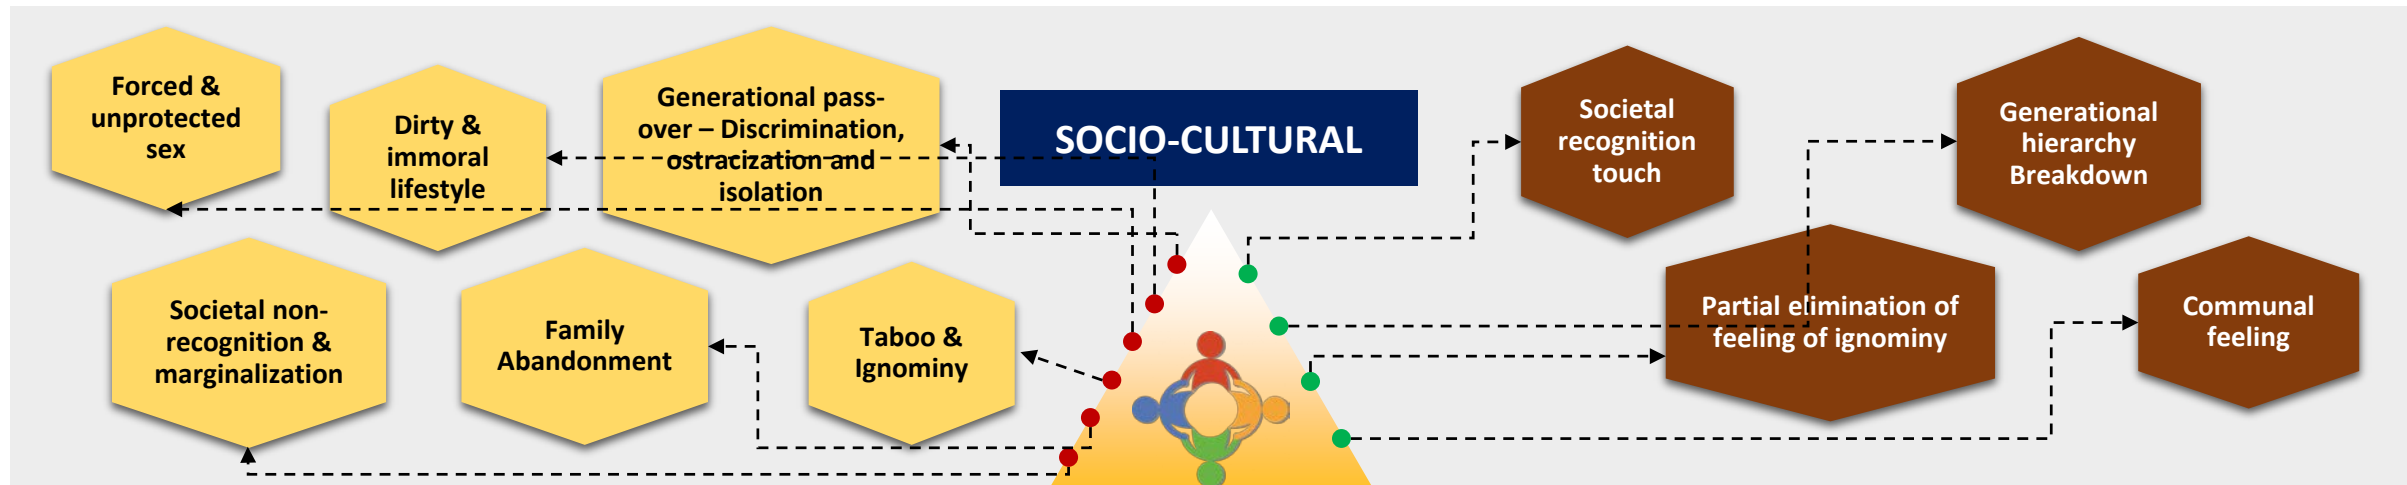 Forced &
unprotected
sex
Dirty &
immoral
lifestyle
Generational pass-
over – Discrimination,
ostracization and
isolation
SOCIO-CULTURAL
Societal
recognition
touch
Generational
hierarchy
Breakdown
Societal non-
recognition &
marginalization
Family
Abandonment
Taboo &
Ignominy
Partial elimination of
feeling of ignominy
Communal
feeling